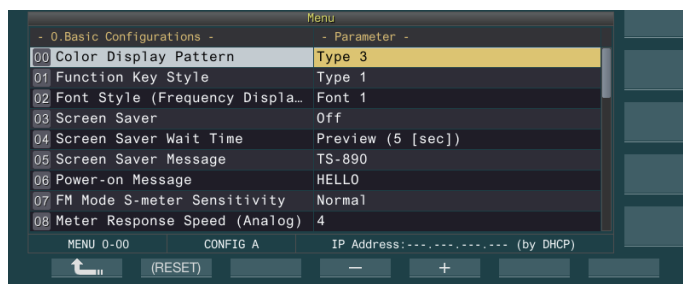 Menu
- 0.Basic Configurations - - Parameter -
00 Color Display Pattern Type 3
01 Function Key Style Type 1
02 Font Style (Frequency Displa… Font 1
03 Screen Saver Off
04 Screen Saver Wait Time Preview (5 [sec])
05 Screen Saver Message TS-890
06 Power-on Message HELLO
07 FM Mode S-meter Sensitivity Normal
08 Meter Response Speed (Analog) 4
MENU 0-00 CONFIG A IP Address:---.---.---.--- (by DHCP)
(RESET) − +